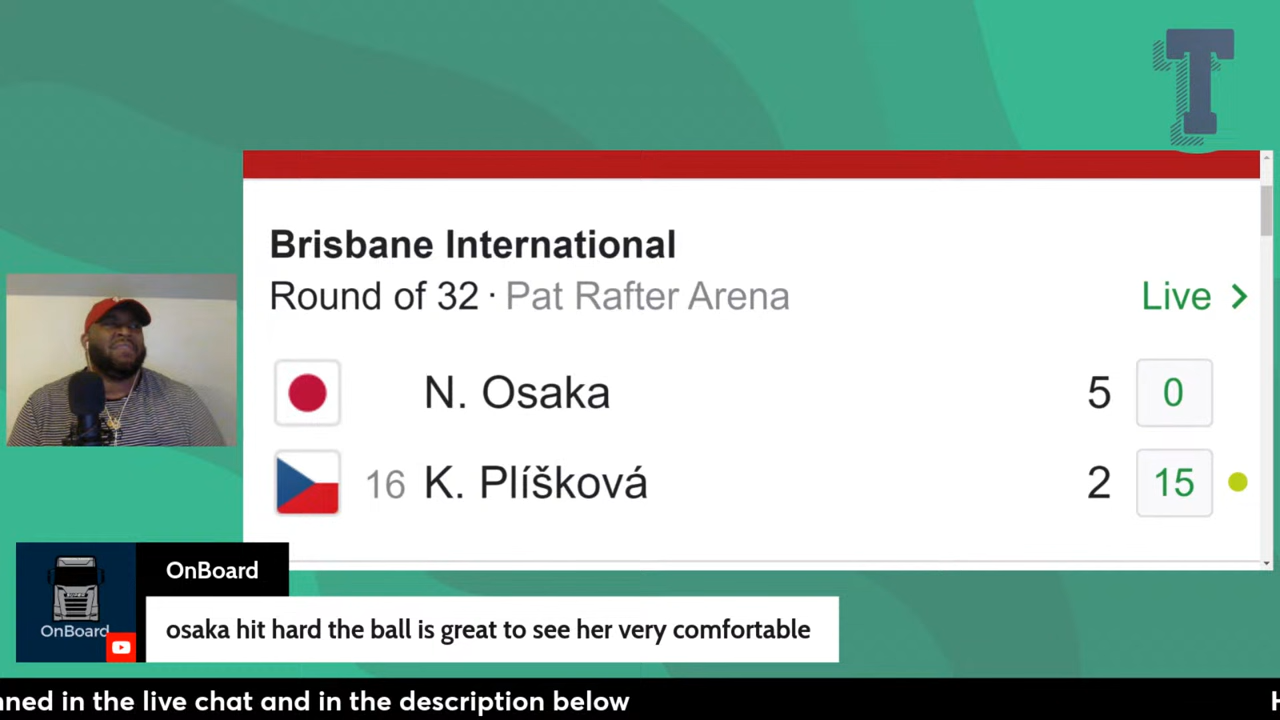 T
Brisbane International
Round of 32 · Pat Rafter Arena
Live
N. Osaka 5 0
16 K. Plíšková 2 15
OnBoard
OnBoard
osaka hit hard the ball is great to see her very comfortable
in the live chat and in the description below